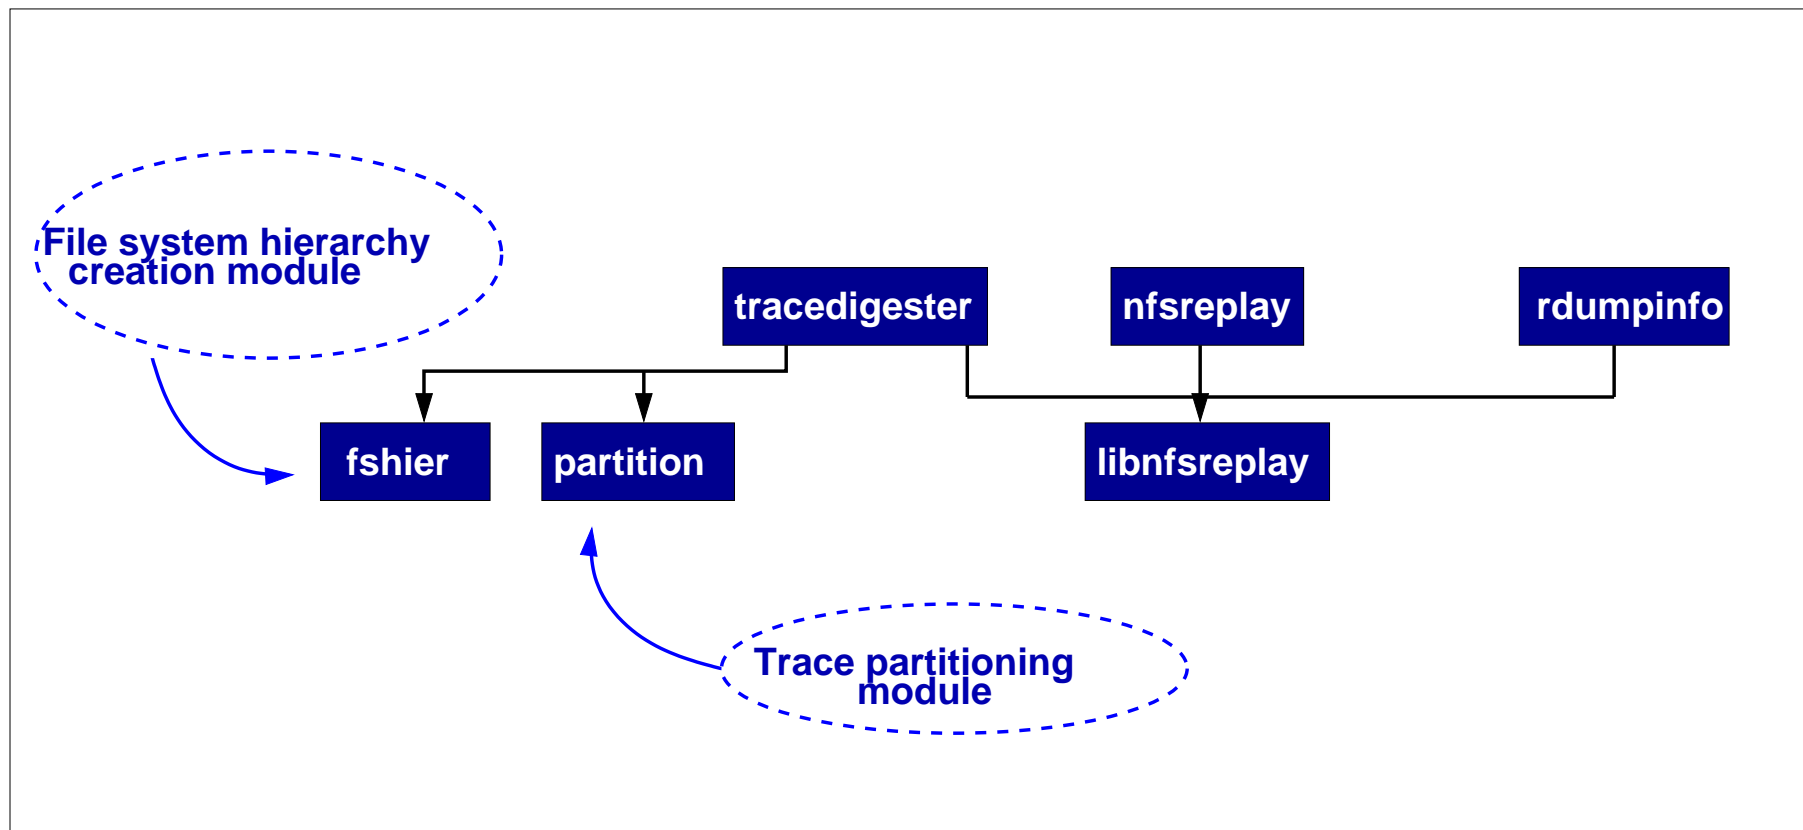 File system hierarchy
creation module
tracedigester
nfsreplay
rdumpinfo
fshier
partition
libnfsreplay
Trace partitioning
module